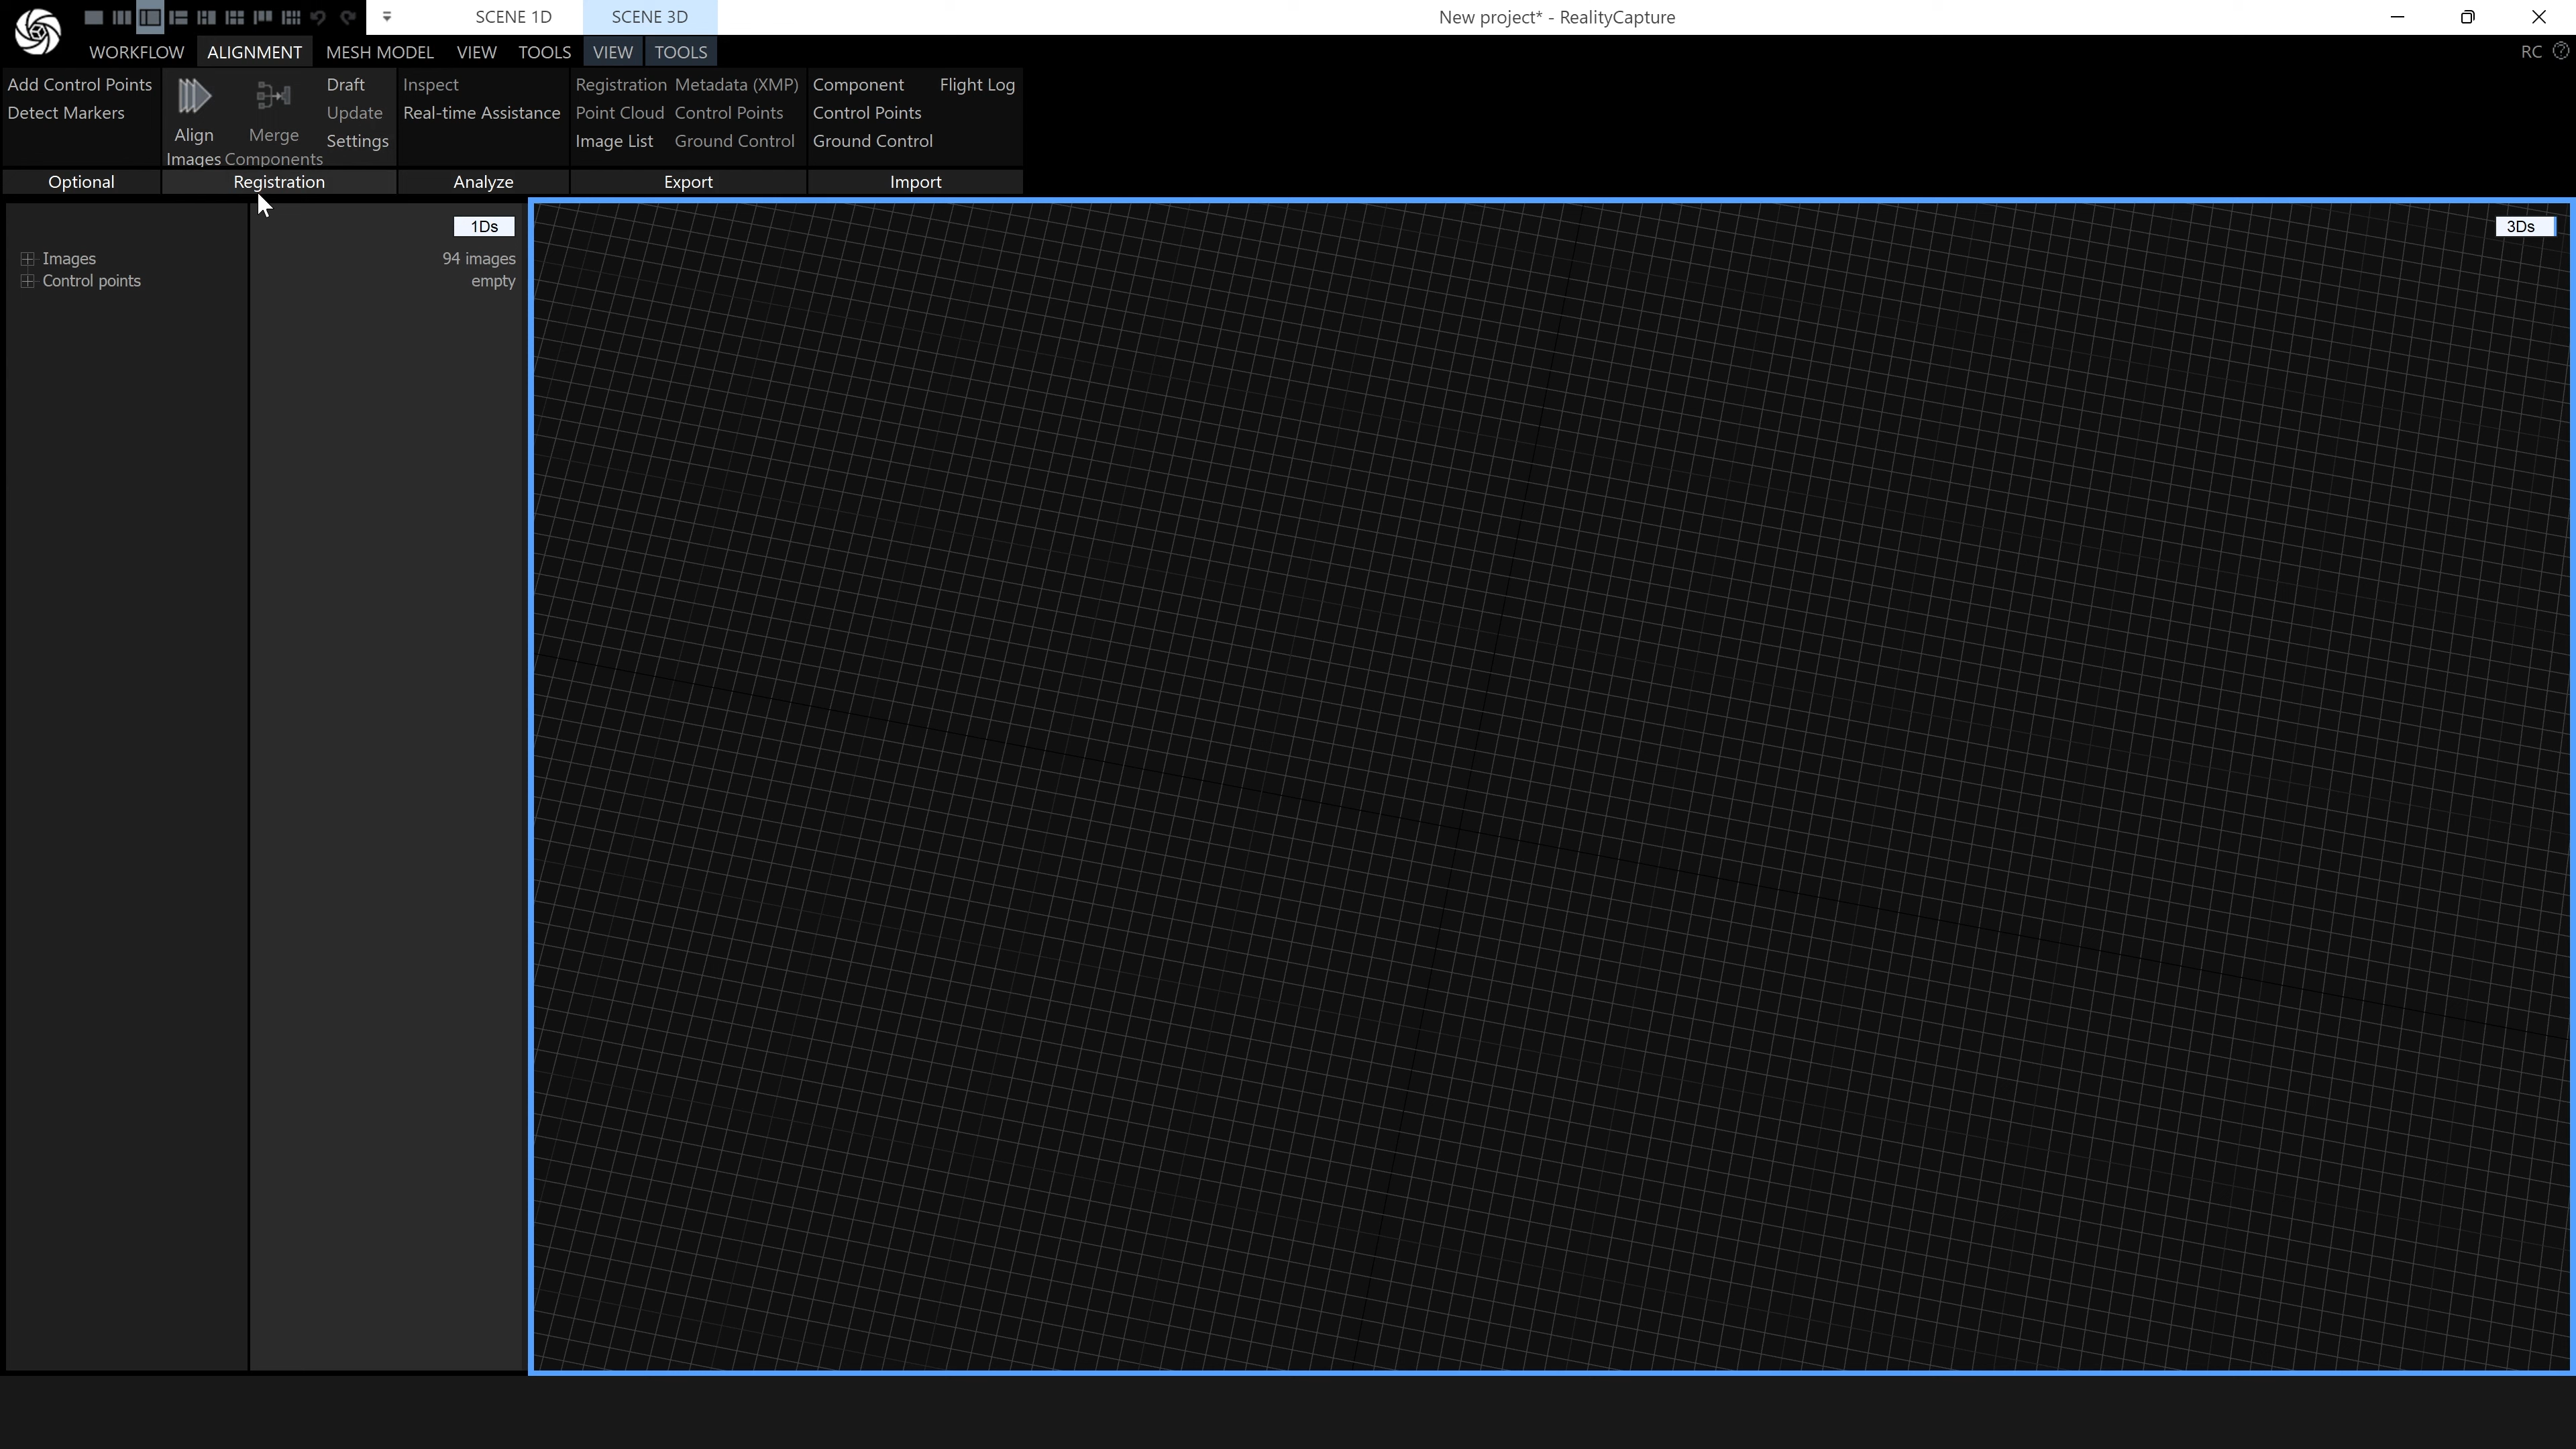 SCENE 1D SCENE 3D New project* - RealityCapture
WORKFLOW ALIGNMENT MESH MODEL VIEW TOOLS VIEW TOOLS RC
Add Control Points
Detect Markers
Optional
Align Images
Merge Components
Draft
Update
Settings
Registration
Inspect
Real-time Assistance
Analyze
Registration Metadata (XMP)
Point Cloud Control Points
Image List Ground Control
Export
Component Flight Log
Control Points
Ground Control
Import
1Ds
Images 94 images
Control points empty
3Ds